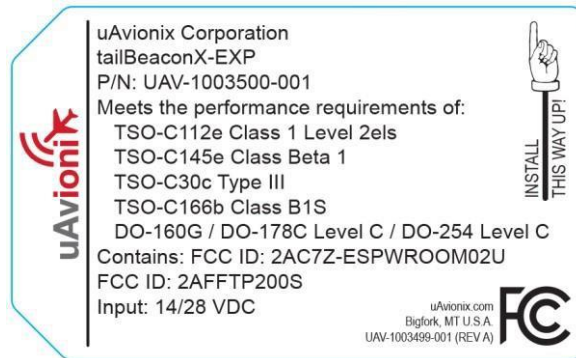 uAvionix
uAvionix Corporation
tailBeaconX-EXP
P/N: UAV-1003500-001
Meets the performance requirements of:
TSO-C112e Class 1 Level 2els
TSO-C145e Class Beta 1
TSO-C30c Type III
TSO-C166b Class B1S
DO-160G / DO-178C Level C / DO-254 Level C
Contains: FCC ID: 2AC7Z-ESPWROOM02U
FCC ID: 2AFFTP200S
Input: 14/28 VDC
INSTALL
THIS WAY UP!
uAvionix.com
Bigfork, MT U.S.A.
UAV-1003499-001 (REV A)
FC